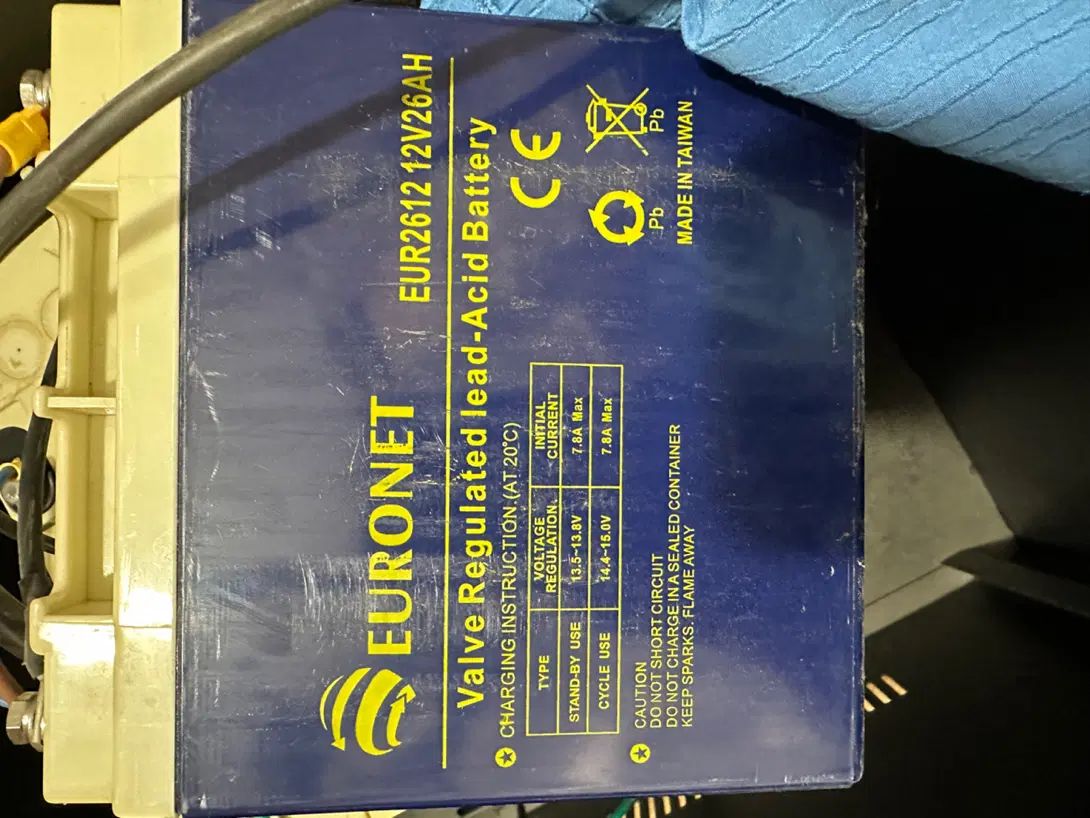 EURONET
EUR2612 12V26AH
Valve Regulated lead-Acid Battery
CHARGING INSTRUCTION.(AT 20°C)
TYPE VOLTAGE REGULATION. INITIAL CURRENT
STAND-BY USE 13.5~13.8V 7.8A Max
CYCLE USE 14.4~15.0V 7.8A Max
CE
Pb
Pb
MADE IN TAIWAN
CAUTION
DO NOT SHORT CIRCUIT
DO NOT CHARGE IN A SEALED CONTAINER
KEEP SPARKS. FLAME AWAY